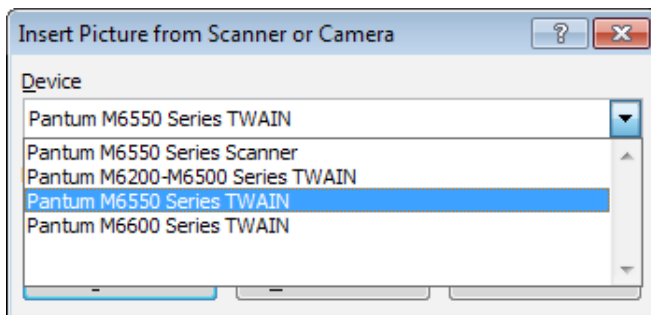 Insert Picture from Scanner or Camera
Device
Pantum M6550 Series TWAIN
Pantum M6550 Series Scanner
Pantum M6200-M6500 Series TWAIN
Pantum M6550 Series TWAIN
Pantum M6600 Series TWAIN